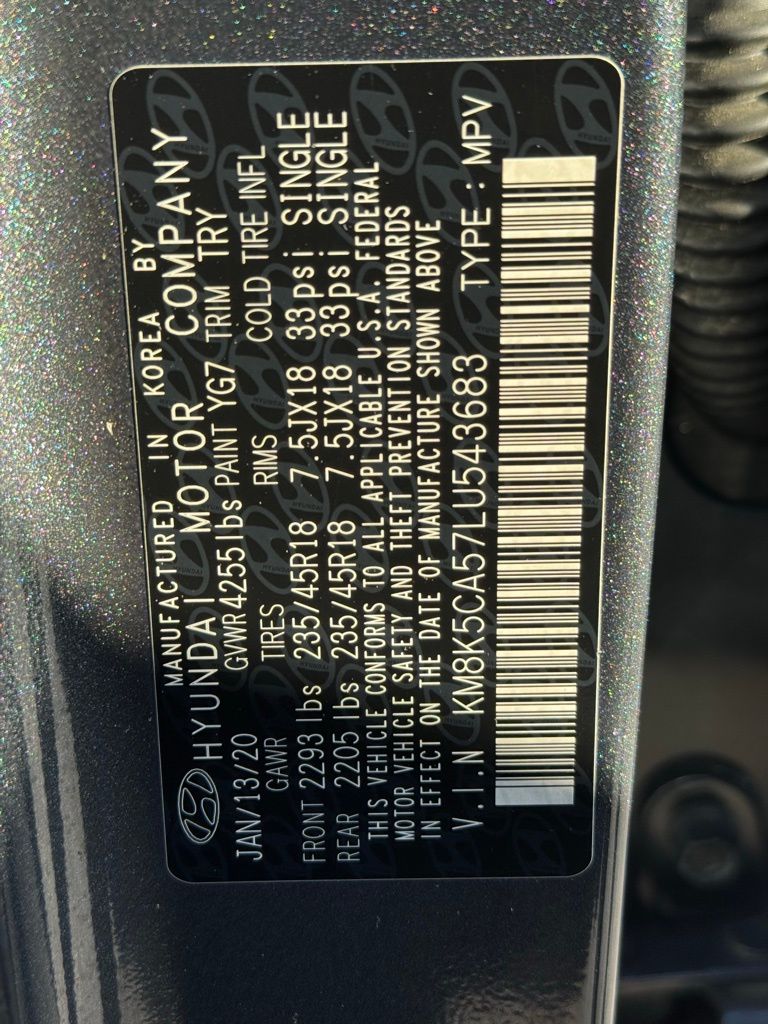 MANUFACTURED IN KOREA BY
HYUNDAI MOTOR COMPANY
GVWR4255lbs PAINT YG7 TRIM TRY
JAN/13/20 TIRES RIMS COLD TIRE INFL
GAWR
FRONT 2293 lbs 235/45R18 7.5JX18 33psi SINGLE
REAR 2205 lbs 235/45R18 7.5JX18 33psi SINGLE
THIS VEHICLE CONFORMS TO ALL APPLICABLE U.S.A. FEDERAL
MOTOR VEHICLE SAFETY AND THEFT PREVENTION STANDARDS
IN EFFECT ON THE DATE OF MANUFACTURE SHOWN ABOVE
V.I.N KM8K5CA57LU543683 TYPE : MPV